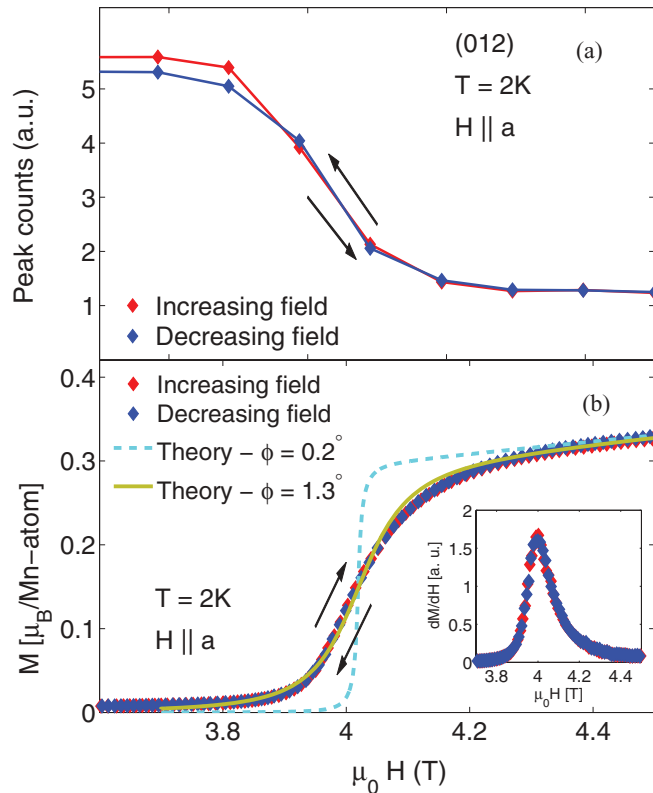 (a)
(012)
T = 2K
H || a
5
4
3
2
1
Peak counts (a.u.)
Increasing field
Decreasing field
(b)
0.4
0.3
0.2
0.1
0
M [μB/Mn−atom]
Increasing field
Decreasing field
Theory − ϕ = 0.2°
Theory − ϕ = 1.3°
T = 2K
H || a
2
1.5
1
0.5
0
dM/dH [a. u.]
3.8 4 4.2 4.4
μ0H [T]
3.8 4 4.2 4.4
μ0 H (T)